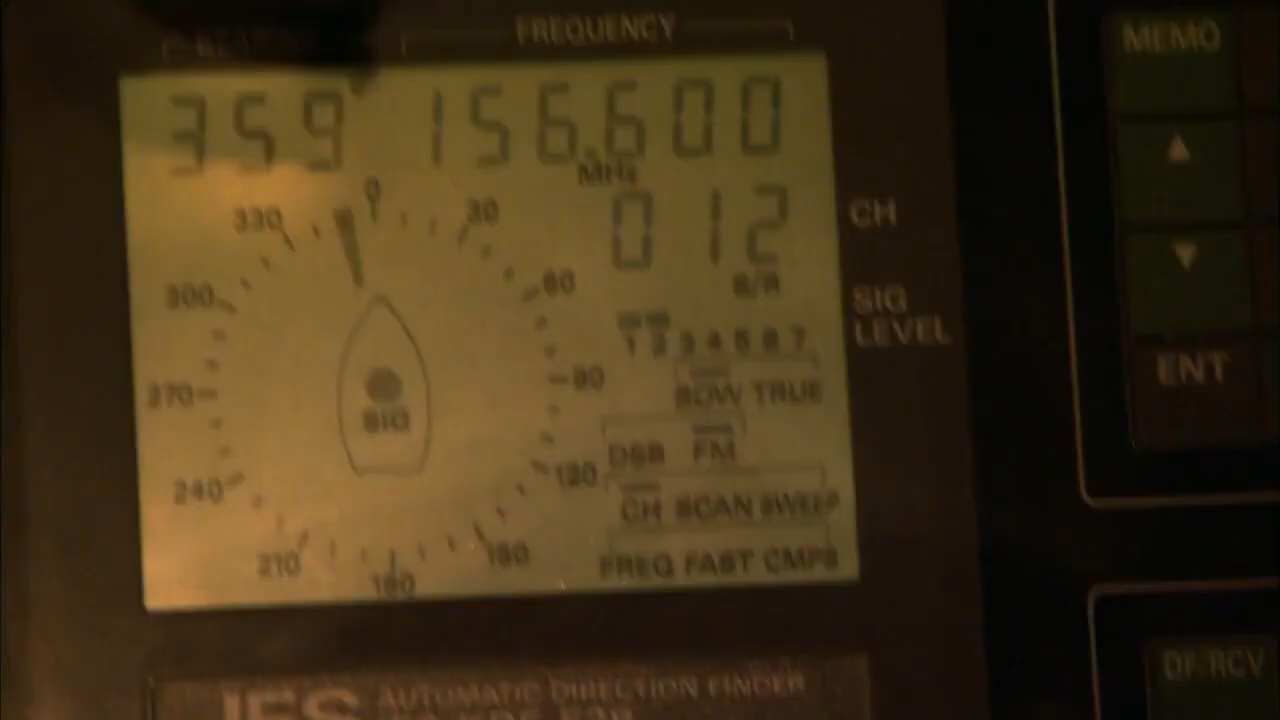 FREQUENCY
359 156.600
MHz
012 CH
S/R
SIG
LEVEL
1 2 3 4 5 6 7
BOW TRUE
DSB FM
CH SCAN SWEEP
FREQ FAST CMPS
0
30
60
90
120
150
180
210
240
270
300
330
SIG
MEMO
▲
▼
ENT
DF-RCV
AUTOMATIC DIRECTION FINDER